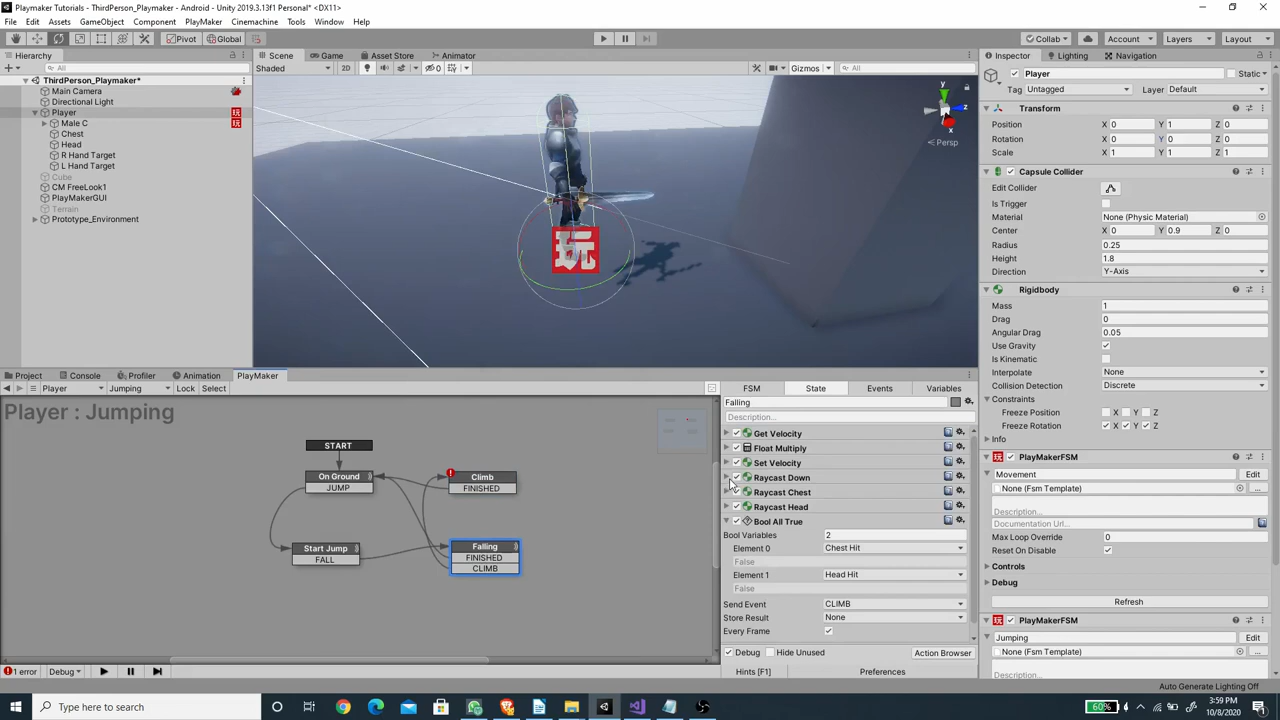 Playmaker Tutorials - ThirdPerson_Playmaker - Android - Unity 2019.3.13f1 Personal* <DX11>
File Edit Assets GameObject Component PlayMaker Cinemachine Tools Window Help
Pivot Global Collab Account Layers Layout
Hierarchy
All
ThirdPerson_Playmaker*
Main Camera
Directional Light
Player
Male C
Chest
Head
R Hand Target
L Hand Target
Cube
CM FreeLook1
PlayMakerGUI
Terrain
Prototype_Environment
Scene Game Asset Store Animator
Shaded 2D 0 Gizmos All
y
z
x
Persp
玩
Inspector Lighting Navigation
Player Static
Tag Untagged Layer Default
Transform
Position X 0 Y 1 Z 0
Rotation X 0 Y 0 Z 0
Scale X 1 Y 1 Z 1
Capsule Collider
Edit Collider
Is Trigger
Material None (Physic Material)
Center X 0 Y 0.9 Z 0
Radius 0.25
Height 1.8
Direction Y-Axis
Rigidbody
Mass 1
Drag 0
Angular Drag 0.05
Use Gravity
Is Kinematic
Interpolate None
Collision Detection Discrete
Constraints
Freeze Position X Y Z
Freeze Rotation X Y Z
Info
PlayMakerFSM
Movement Edit
None (Fsm Template) ...
Description...
Documentation Url...
Max Loop Override 0
Reset On Disable
Controls
Debug
Refresh
PlayMakerFSM
Jumping Edit
None (Fsm Template) ...
Description...
Project Console Profiler Animation PlayMaker
Player Jumping Lock Select
Player : Jumping
START
On Ground
JUMP
Climb
FINISHED
Start Jump
FALL
Falling
FINISHED
CLIMB
1 error Debug
FSM State Events Variables
Falling
Description...
Get Velocity
Float Multiply
Set Velocity
Raycast Down
Raycast Chest
Raycast Head
Bool All True
Bool Variables 2
Element 0 Chest Hit
False
Element 1 Head Hit
False
Send Event CLIMB
Store Result None
Every Frame
Debug Hide Unused Action Browser
Hints [F1] Preferences
Auto Generate Lighting Off
Type here to search
60%
3:59 PM
10/8/2020